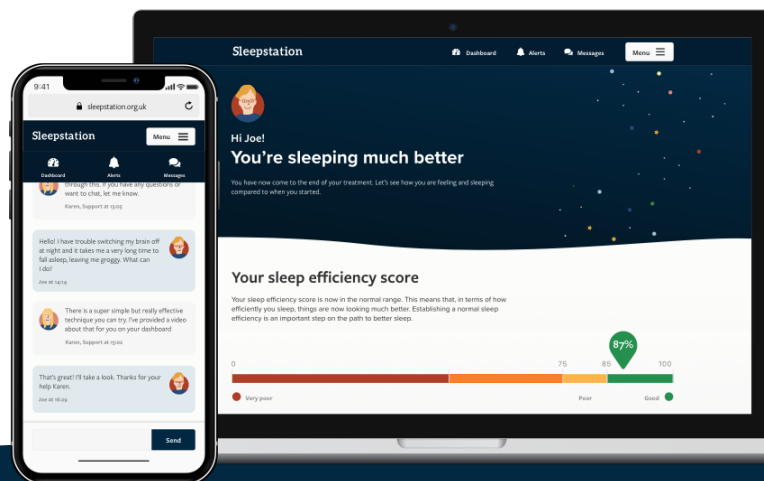 9:41
sleepstation.org.uk
Sleepstation
Menu
Dashboard
Alerts
Messages
through this. If you have any questions or
want to chat, let me know.
Karen, Support at 13:05
Hello! I have trouble switching my brain off
at night and it takes me a very long time to
fall asleep, leaving me groggy. What can
I do!
Joe at 14:14
There is a super simple but really effective
technique you can try. I've provided a video
about that for you on your dashboard
Karen, Support at 15:02
That's great! I'll take a look. Thanks for your
help Karen.
Joe at 16:29
Send
Sleepstation
Dashboard
Alerts
Messages
Menu
Hi Joe!
You're sleeping much better
You have now come to the end of your treatment. Let's see how you are feeling and sleeping
compared to when you started.
Your sleep efficiency score
Your sleep efficiency score is now in the normal range. This means that, in terms of how
efficiently you sleep, things are now looking much better. Establishing a normal sleep
efficiency is an important step on the path to better sleep.
87%
0 75 85 100
Very poor Poor Good